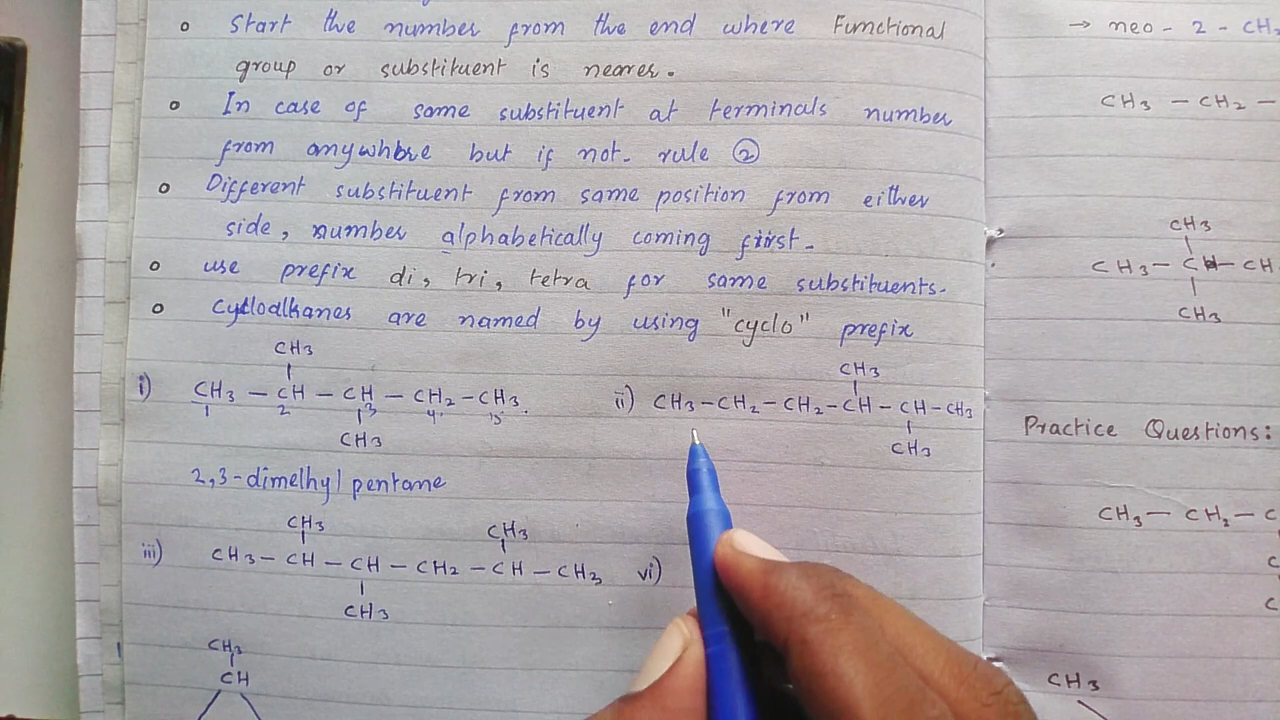 o Start the number from the end where Functional
group or substituent is nearer.
o In case of same substituent at terminals number
from anywhere but if not. rule ②
o Different substituent from same position from either
side, number alphabetically coming first.
o use prefix di, tri, tetra for same substituents.
o Cycloalkanes are named by using "cyclo" prefix
CH3
i) CH3 – CH – CH – CH2 – CH3.
1 2 3 4 5
CH3
2,3-dimethyl pentane
CH3
ii) CH3 – CH2 – CH2 – CH – CH – CH3
CH3
CH3 CH3
iii) CH3 – CH – CH – CH2 – CH – CH3
CH3
vi)
CH3
CH
→ neo - 2 - CH
CH3 – CH2 –
CH3
CH3 – CH – CH
CH3
Practice Questions:
CH3 – CH2 – C
C
C
CH3